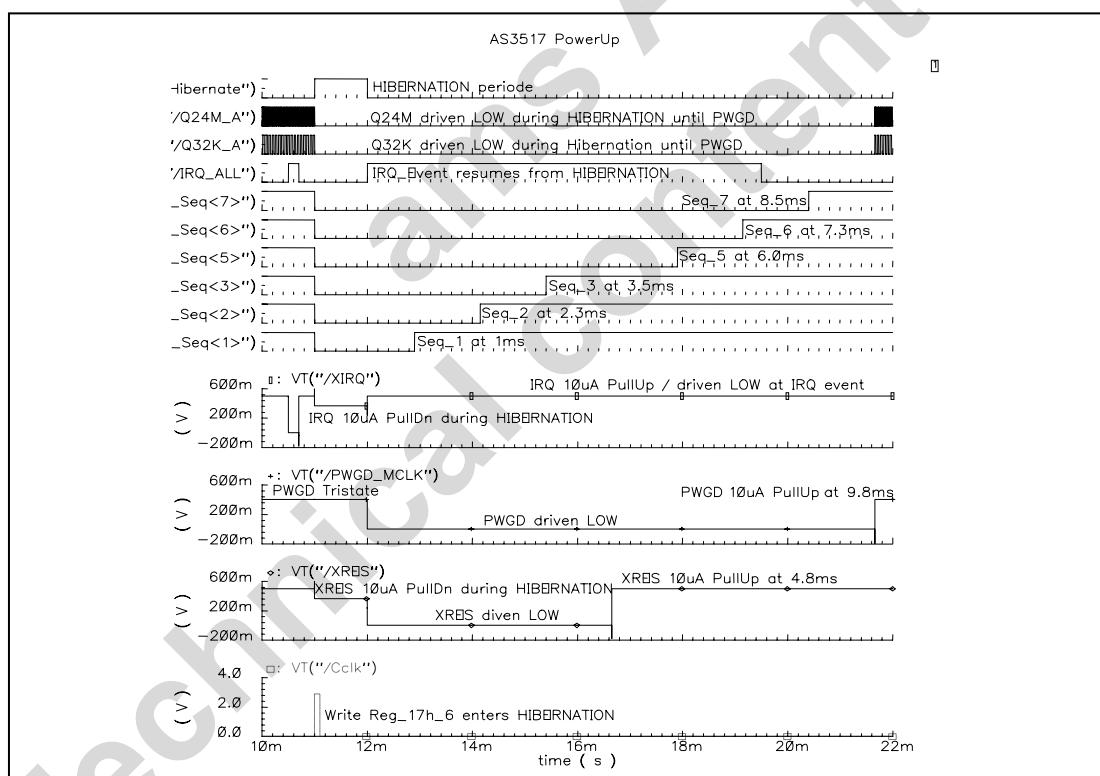 AS3517 PowerUp
1
Hibernate")
HIBERNATION periode
"/Q24M_A")
Q24M driven LOW during HIBERNATION until PWGD
"/Q32K_A")
Q32K driven LOW during Hibernation until PWGD
"/IRQ_ALL")
IRQ_Event resumes from HIBERNATION
_Seq<7>")
Seq_7 at 8.5ms
_Seq<6>")
Seq_6 at 7.3ms
_Seq<5>")
Seq_5 at 6.0ms
_Seq<3>")
Seq_3 at 3.5ms
_Seq<2>")
Seq_2 at 2.3ms
_Seq<1>")
Seq_1 at 1ms
: VT("/XIRQ")
600m
200m
-200m
( V )
IRQ 10uA PullUp / driven LOW at IRQ event
IRQ 10uA PullDn during HIBERNATION
+: VT("/PWGD_MCLK")
600m
200m
-200m
( V )
PWGD Tristate
PWGD 10uA PullUp at 9.8ms
PWGD driven LOW
: VT("/XRES")
600m
200m
-200m
( V )
XRES 10uA PullDn during HIBERNATION
XRES 10uA PullUp at 4.8ms
XRES diven LOW
: VT("/Cclk")
4.0
2.0
0.0
( V )
Write Reg_17h_6 enters HIBERNATION
10m 12m 14m 16m 18m 20m 22m
time ( s )
ams A
technical content